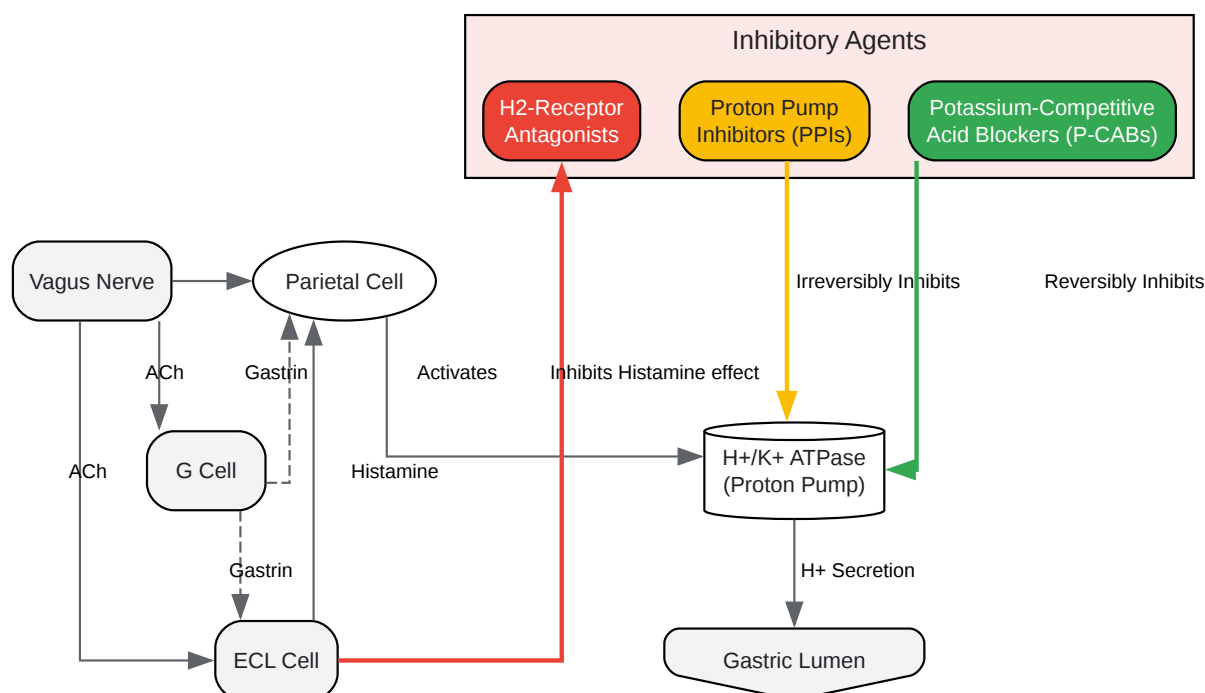 Inhibitory Agents
H2-Receptor
Antagonists
Proton Pump
Inhibitors (PPIs)
Potassium-Competitive
Acid Blockers (P-CABs)
Vagus Nerve
Parietal Cell
Irreversibly Inhibits
Reversibly Inhibits
ACh
Gastrin
Activates
Inhibits Histamine effect
G Cell
ACh
Histamine
H+/K+ ATPase
(Proton Pump)
Gastrin
H+ Secretion
ECL Cell
Gastric Lumen